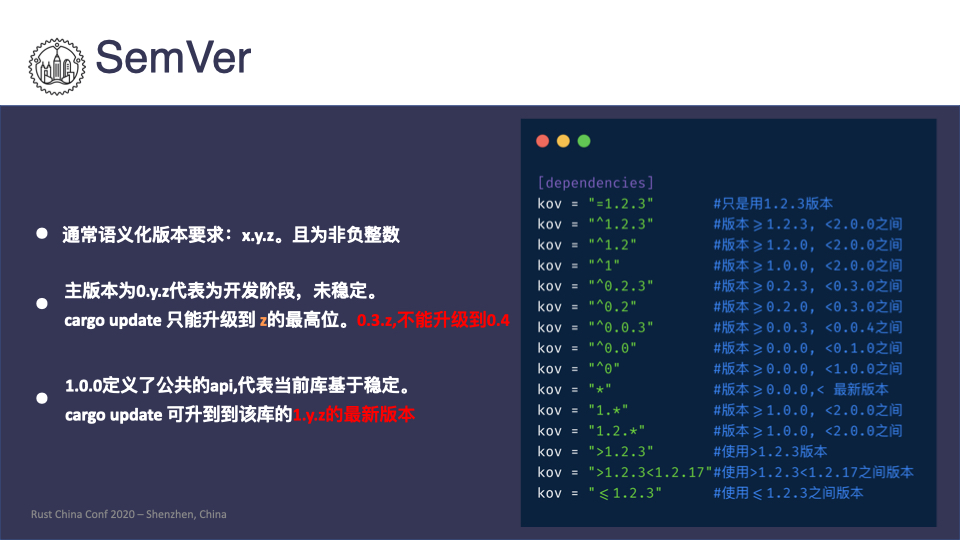 SemVer
通常语义化版本要求：x.y.z。且为非负整数
主版本为0.y.z代表为开发阶段，未稳定。
cargo update 只能升级到 z的最高位。0.3.z,不能升级到0.4
1.0.0定义了公共的api,代表当前库基于稳定。
cargo update 可升到到该库的1.y.z的最新版本
[dependencies]
kov = "=1.2.3" #只是用1.2.3版本
kov = "^1.2.3" #版本⩾1.2.3, <2.0.0之间
kov = "^1.2" #版本⩾1.2.0, <2.0.0之间
kov = "^1" #版本⩾1.0.0, <2.0.0之间
kov = "^0.2.3" #版本⩾0.2.3, <0.3.0之间
kov = "^0.2" #版本⩾0.2.0, <0.3.0之间
kov = "^0.0.3" #版本⩾0.0.3, <0.0.4之间
kov = "^0.0" #版本⩾0.0.0, <0.1.0之间
kov = "^0" #版本⩾0.0.0, <1.0.0之间
kov = "*" #版本⩾0.0.0,< 最新版本
kov = "1.*" #版本⩾1.0.0, <2.0.0之间
kov = "1.2.*" #版本⩾1.0.0, <2.0.0之间
kov = ">1.2.3" #使用>1.2.3版本
kov = ">1.2.3<1.2.17"#使用>1.2.3<1.2.17之间版本
kov = "⩽1.2.3" #使用⩽1.2.3之间版本
Rust China Conf 2020 – Shenzhen, China